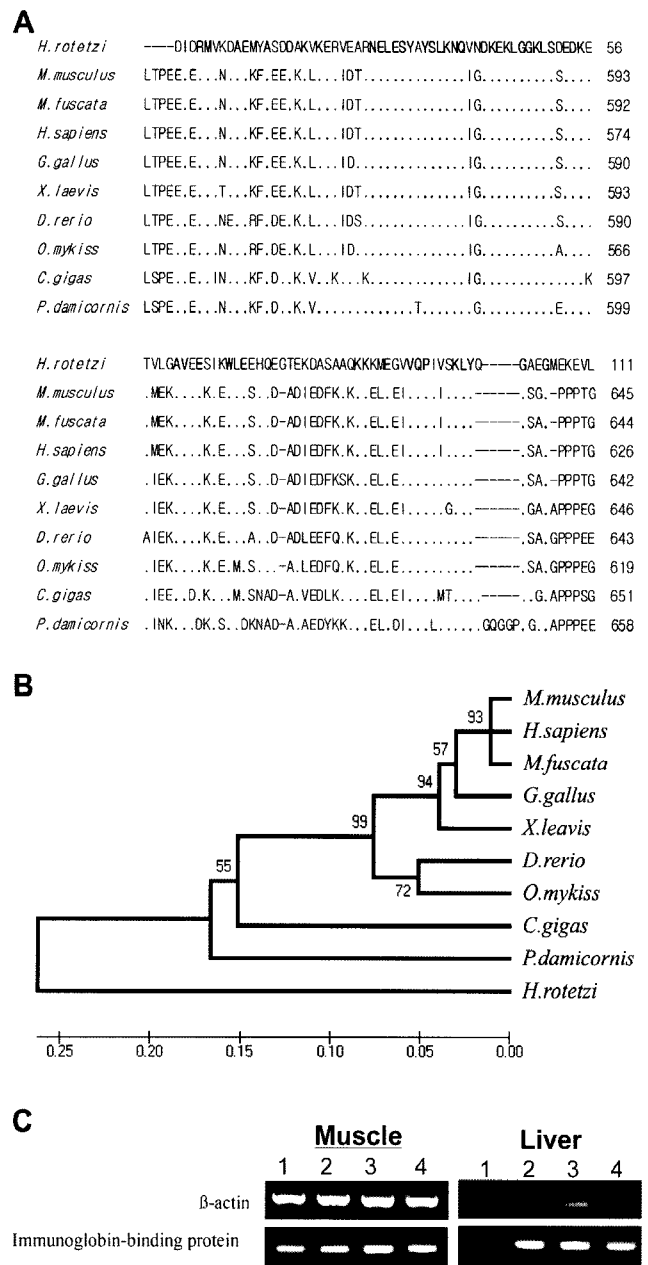 A
H.rotetzi ----DIDRMVKDAEMYASDDAKVKERVEARNELESYAYSLKNQVNDKEKLGGKLSDEDKE 56
M.musculus LTPEE.E...N...KF.EE.K.L...IDT..............IG.........S.... 593
M.fuscata LTPEE.E...N...KF.EE.K.L...IDT..............IG.........S.... 592
H.sapiens LTPEE.E...N...KF.EE.K.L...IDT..............IG.........S.... 574
G.gallus LTPEE.E...N...KF.EE.K.L...ID...............IG.........S.... 590
X.laevis LTPEE.E...T...KF.EE.K.L...IDT..............IG.........S.... 593
D.rerio LTPE..E...NE..RF.DE.K.L...IDS..............IG.........S.... 590
O.mykiss LTPE..E...N...RF.DE.K.L...ID...............IG.........A.... 566
C.gigas LSPE..E..IN...KF.D..K.V..K...K.............IG............K 597
P.damicornis LSPE..E...N...KF.D..K.V............T.......IG.........E.... 599
H.rotetzi TVLGAVEESIKWLEEHQEGTEKDASAAQKKKMEGVVQPIVSKLYQ-----GAEGMEKEVL 111
M.musculus .MEK....K.E...S..D-ADIEDFK.K...EL.EI....I......-----.SG.-PPPTG 645
M.fuscata .MEK....K.E...S..D-ADIEDFK.K...EL.EI....I......-----.SA.-PPPTG 644
H.sapiens .MEK....K.E...S..D-ADIEDFK.K...EL.EI....I......-----.SA.-PPPTG 626
G.gallus .IEK....K.E...S..D-ADIEDFKSK...EL.E............-----.SA.-PPPTG 642
X.laevis .IEK....K.E...S..D-ADIEDFK.K...EL.E......G.....-----.GA.APPPEG 646
D.rerio AIEK....K.E...A..D-ADLEEFQ.K...EL.E............-----.SA.GPPPEE 643
O.mykiss .IEK....K.E.M.S...-A.LEDFQ.K...EL.E............-----.SA.GPPPEG 619
C.gigas .IEE..D.K...M.SNAD-A.VEDLK.....EL.EI....MT.....-----..G.APPPSG 651
P.damicornis .INK...DK.S..DKNAD-A.AEDYKK....EL.DI...L......GQGGP.G..APPPEE 658
B
M.musculus
93
H.sapiens
57
M.fuscata
94
G.gallus
99
X.leavis
55
D.rerio
72
O.mykiss
C.gigas
P.damicornis
H.rotetzi
0.25 0.20 0.15 0.10 0.05 0.00
C
Muscle Liver
1 2 3 4 1 2 3 4
ß-actin
Immunoglobin-binding protein